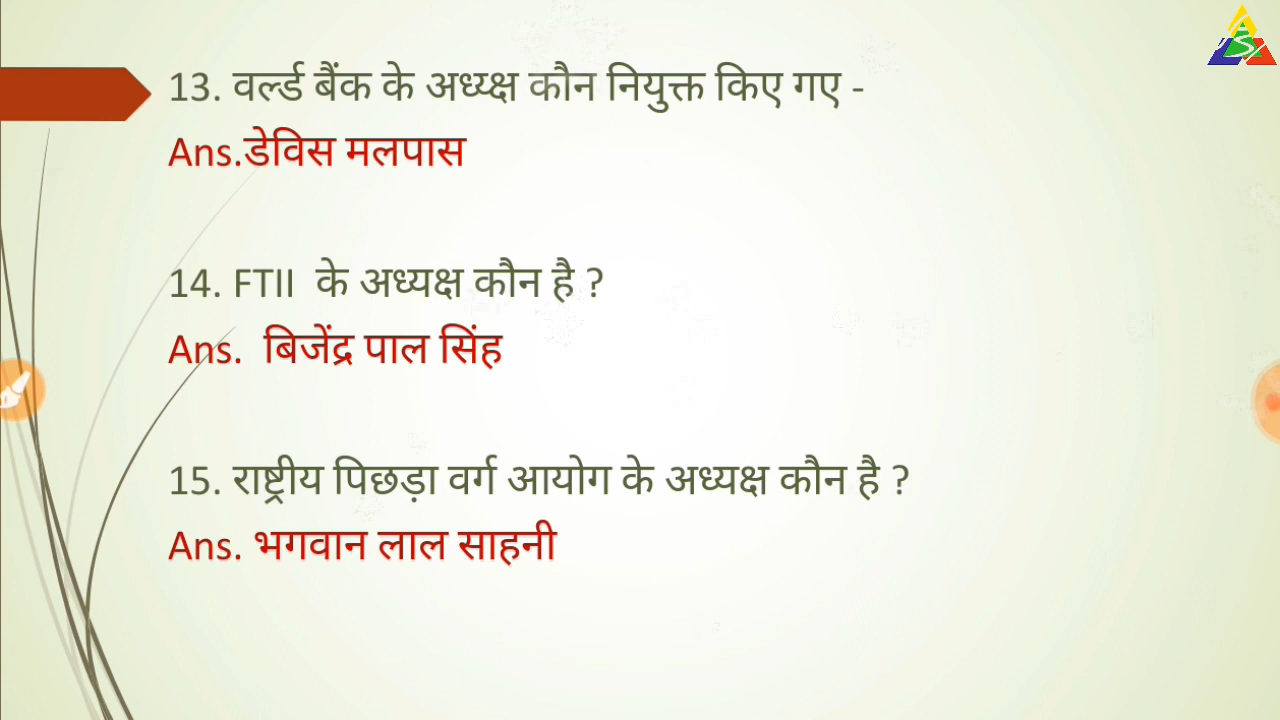 13. वर्ल्ड बैंक के अध्य्क्ष कौन नियुक्त किए गए -
Ans.डेविस मलपास
14. FTII के अध्यक्ष कौन है ?
Ans. बिजेंद्र पाल सिंह
15. राष्ट्रीय पिछड़ा वर्ग आयोग के अध्यक्ष कौन है ?
Ans. भगवान लाल साहनी